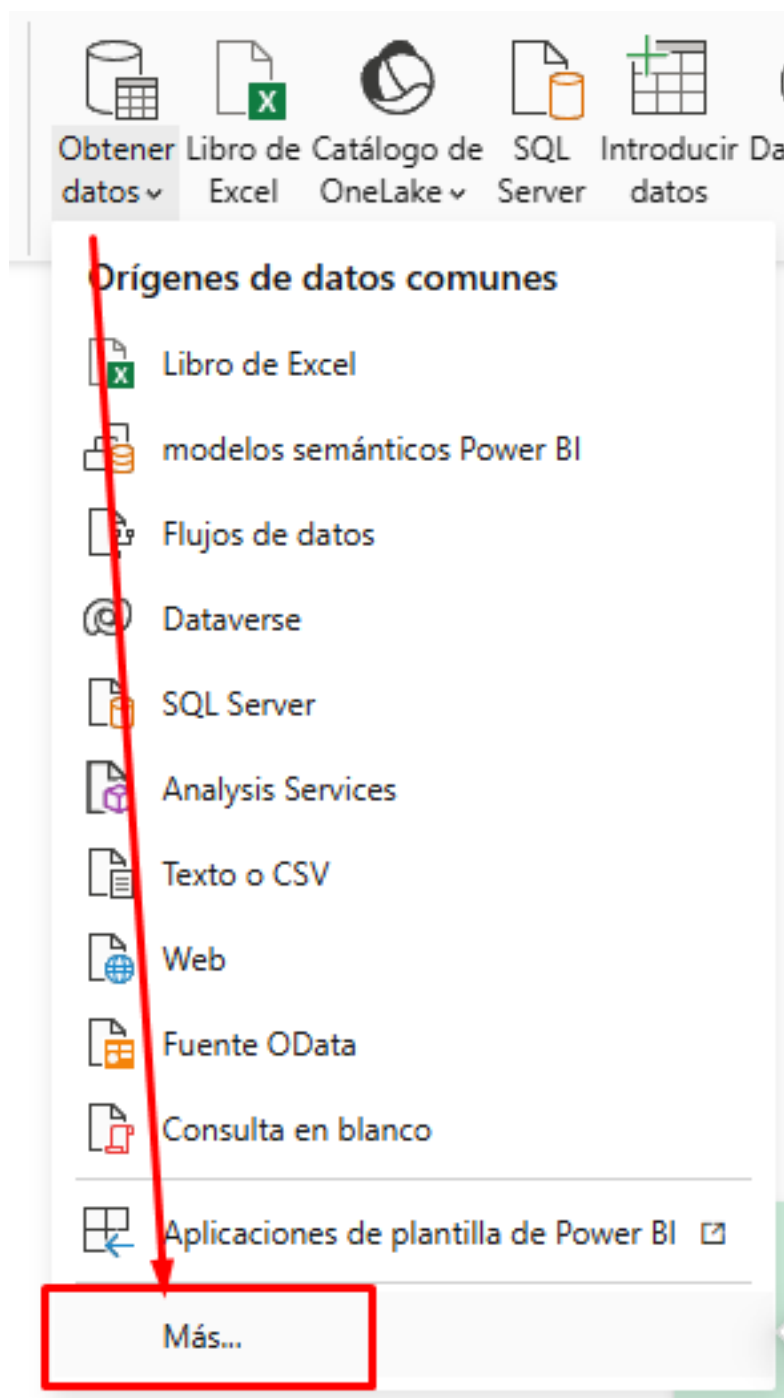 Obtener Libro de Catálogo de SQL Introducir Da
datos Excel OneLake Server datos
Orígenes de datos comunes
Libro de Excel
modelos semánticos Power BI
Flujos de datos
Dataverse
SQL Server
Analysis Services
Texto o CSV
Web
Fuente OData
Consulta en blanco
Aplicaciones de plantilla de Power BI
Más...